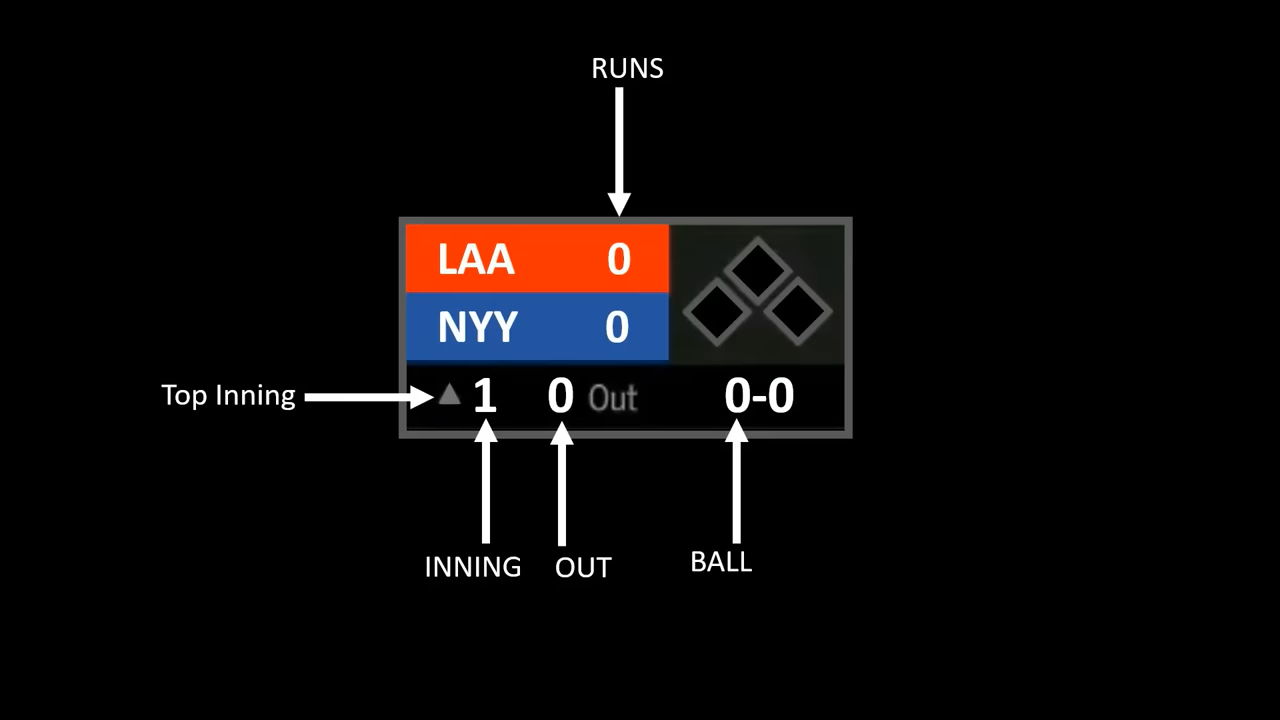 RUNS
LAA 0
NYY 0
Top Inning
1 0 Out 0-0
INNING OUT BALL